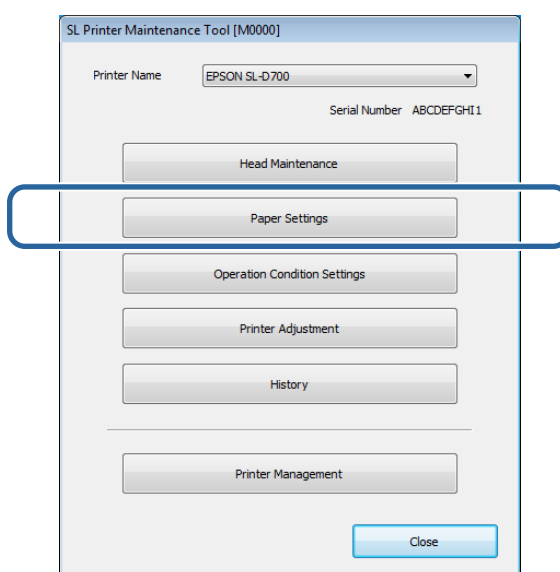 SL Printer Maintenance Tool [M0000]
Printer Name EPSON SL-D700
Serial Number ABCDEFGHI1
Head Maintenance
Paper Settings
Operation Condition Settings
Printer Adjustment
History
Printer Management
Close